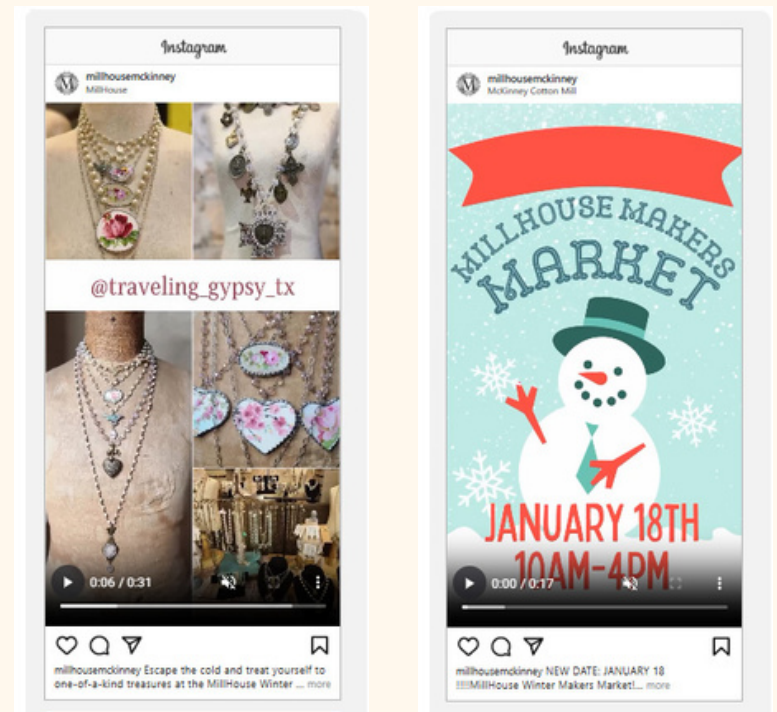 Instagram
millhousemckinney
MillHouse
@traveling_gypsy_tx
0:06 / 0:31
millhousemckinney Escape the cold and treat yourself to
one-of-a-kind treasures at the MillHouse Winter ... more
Instagram
millhousemckinney
McKinney Cotton Mill
MILLHOUSE MAKERS
MARKET
JANUARY 18TH
10AM-4PM
0:00 / 0:17
millhousemckinney NEW DATE: JANUARY 18
!!!!MillHouse Winter Makers Market!... more